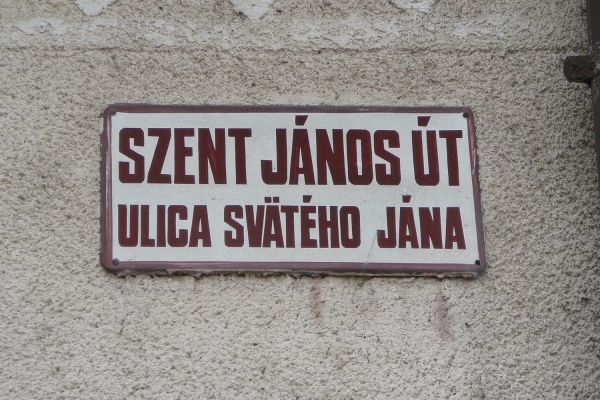 SZENT JÁNOS ÚT
ULICA SVÄTÉHO JÁNA